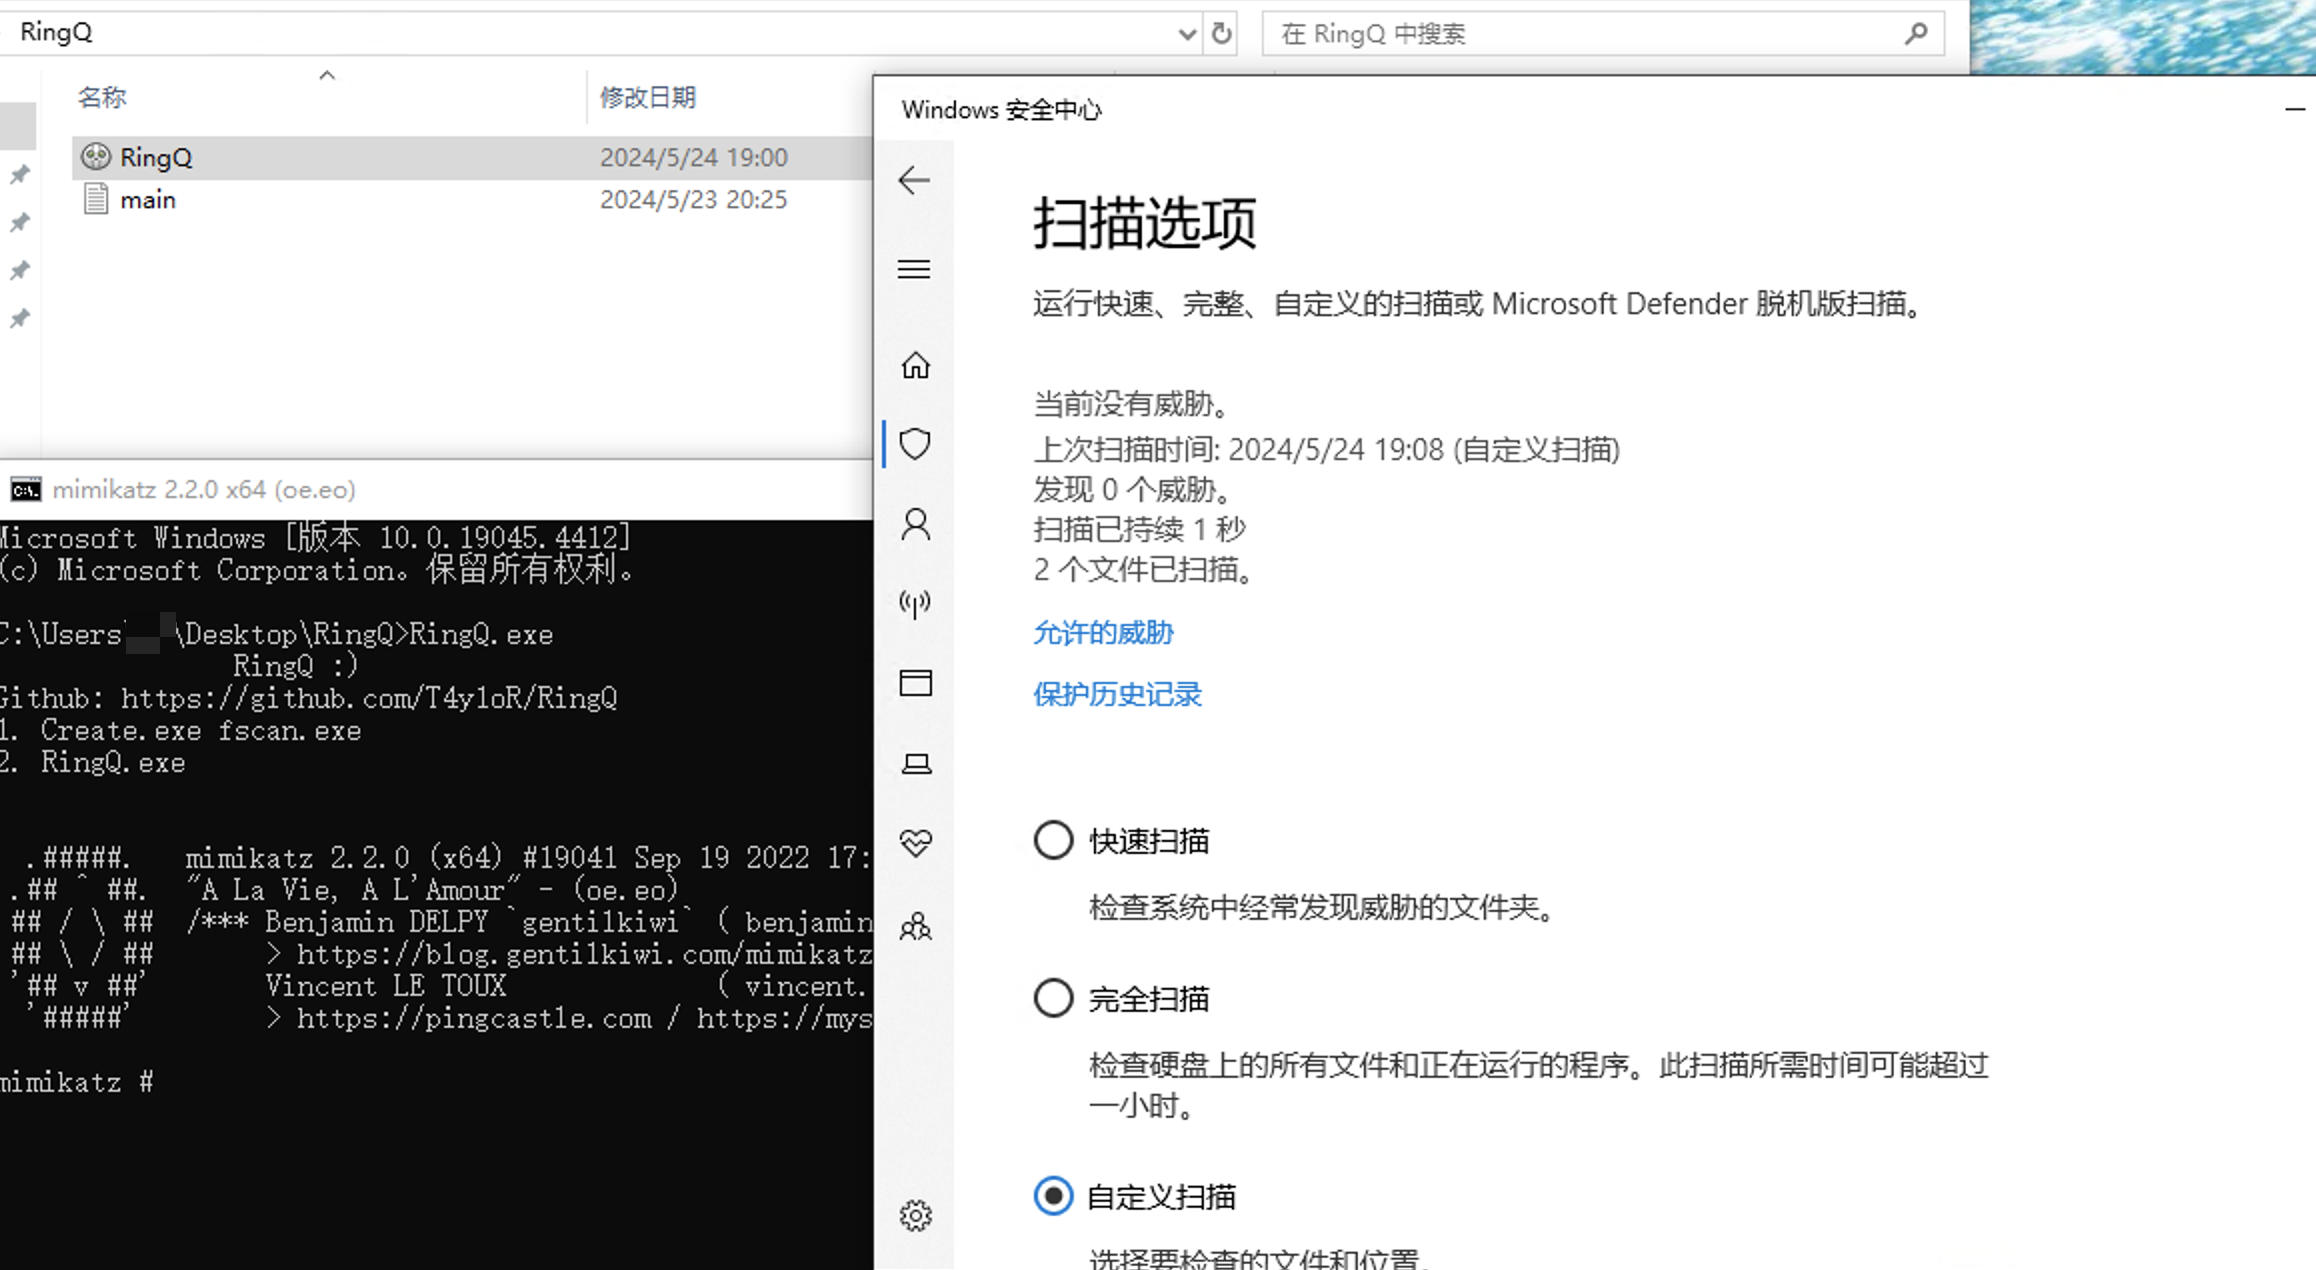 RingQ
在 RingQ 中搜索
名称
修改日期
RingQ
2024/5/24 19:00
main
2024/5/23 20:25
mimikatz 2.2.0 x64 (oe.eo)
Microsoft Windows [版本 10.0.19045.4412]
(c) Microsoft Corporation。保留所有权利。
C:\Users\ \Desktop\RingQ>RingQ.exe
RingQ :)
Github: https://github.com/T4y1oR/RingQ
1. Create.exe fscan.exe
2. RingQ.exe
.#####. mimikatz 2.2.0 (x64) #19041 Sep 19 2022 17:
.## ^ ##. "A La Vie, A L'Amour" - (oe.eo)
## / \ ## /*** Benjamin DELPY `gentilkiwi` ( benjamin
## \ / ## > https://blog.gentilkiwi.com/mimikatz
'## v ##' Vincent LE TOUX ( vincent.
'#####' > https://pingcastle.com / https://mys
mimikatz #
Windows 安全中心
扫描选项
运行快速、完整、自定义的扫描或 Microsoft Defender 脱机版扫描。
当前没有威胁。
上次扫描时间: 2024/5/24 19:08 (自定义扫描)
发现 0 个威胁。
扫描已持续 1 秒
2 个文件已扫描。
允许的威胁
保护历史记录
快速扫描
检查系统中经常发现威胁的文件夹。
完全扫描
检查硬盘上的所有文件和正在运行的程序。此扫描所需时间可能超过
一小时。
自定义扫描
选择要检查的文件和位置。